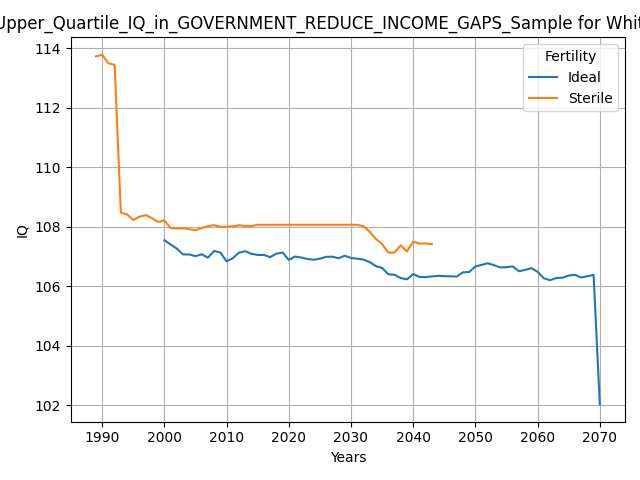 Upper_Quartile_IQ_in_GOVERNMENT_REDUCE_INCOME_GAPS_Sample for Whit
Fertility
Ideal
Sterile
114
112
110
108
106
104
102
IQ
1990 2000 2010 2020 2030 2040 2050 2060 2070
Years